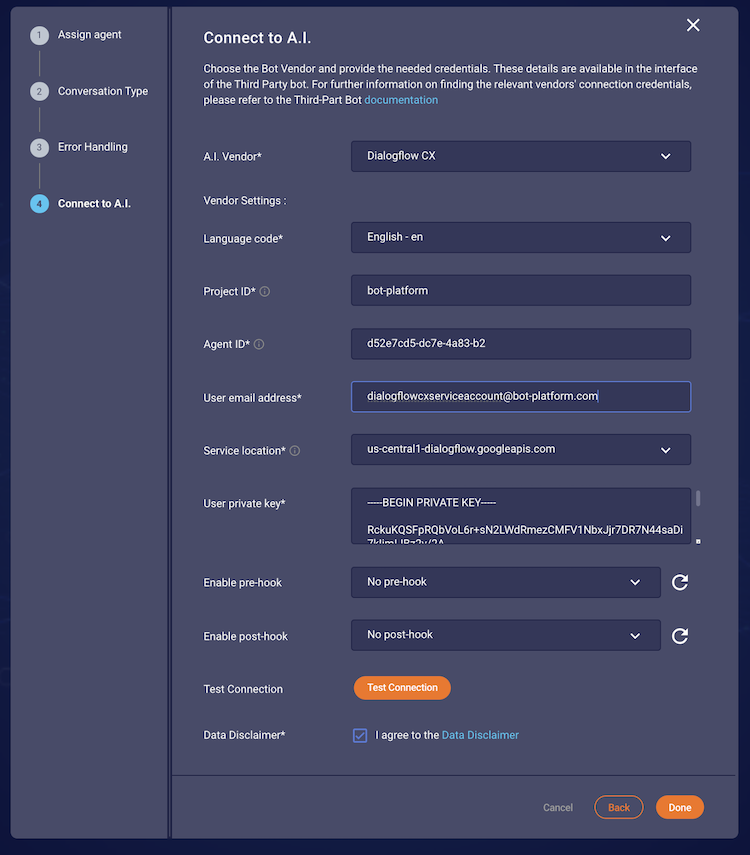 1 Assign agent
2 Conversation Type
3 Error Handling
4 Connect to A.I.
Connect to A.I.
Choose the Bot Vendor and provide the needed credentials. These details are available in the interface
of the Third Party bot. For further information on finding the relevant vendors' connection credentials,
please refer to the Third-Part Bot documentation
A.I. Vendor* Dialogflow CX
Vendor Settings :
Language code* English - en
Project ID* bot-platform
Agent ID* d52e7cd5-dc7e-4a83-b2
User email address* dialogflowcxserviceaccount@bot-platform.com
Service location* us-central1-dialogflow.googleapis.com
User private key* -----BEGIN PRIVATE KEY-----
RckuKQSFpRQbVoL6r+sN2LWdRmezCMFV1NbxJjr7DR7N44saDi
Enable pre-hook No pre-hook
Enable post-hook No post-hook
Test Connection Test Connection
Data Disclaimer* I agree to the Data Disclaimer
Cancel Back Done